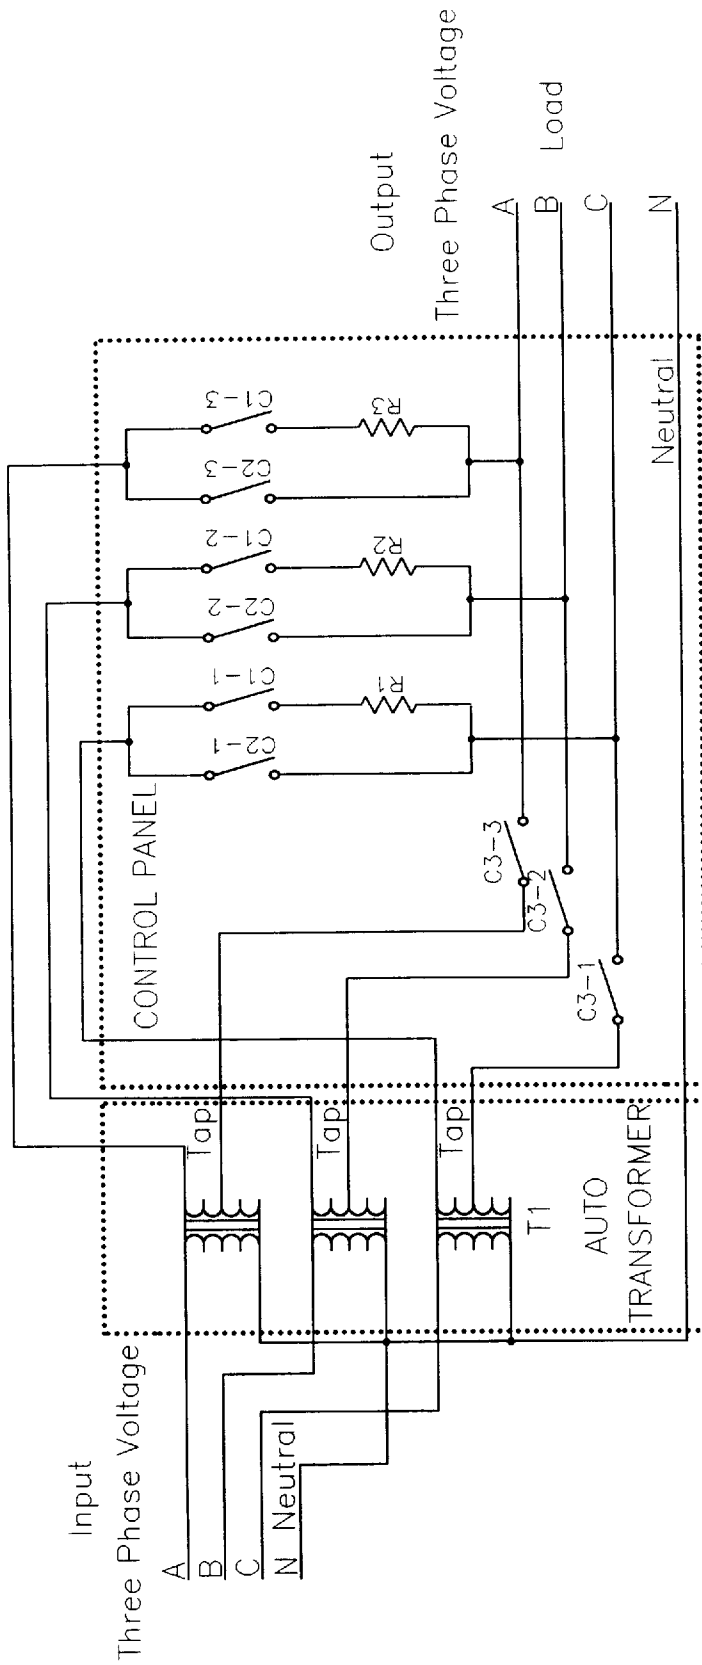 Input
Three Phase Voltage
A
B
C
N Neutral
AUTO
TRANSFORMER
T1
Tap
Tap
Tap
CONTROL PANEL
C3-3
C3-2
C3-1
C2-1
C1-1
R1
C2-2
C1-2
R2
C2-3
C1-3
R3
Neutral
Output
Three Phase Voltage
A
B
C
N
Load